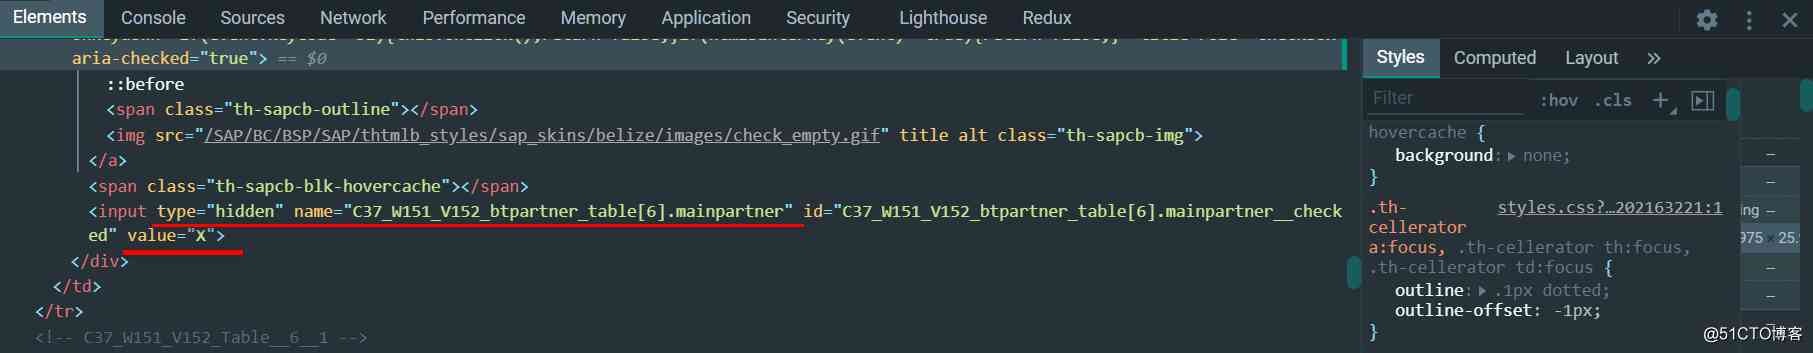 Elements Console Sources Network Performance Memory Application Security Lighthouse Redux
aria-checked="true"> == $0
::before
<span class="th-sapcb-outline"></span>
<img src="/SAP/BC/BSP/SAP/thtmlb_styles/sap_skins/belize/images/check_empty.gif" title alt class="th-sapcb-img">
</a>
<span class="th-sapcb-blk-hovercache"></span>
<input type="hidden" name="C37_W151_V152_btpartner_table[6].mainpartner" id="C37_W151_V152_btpartner_table[6].mainpartner__check
ed" value="X">
</div>
</td>
</tr>
<!-- C37_W151_V152_Table__6__1 -->
Styles Computed Layout »
Filter :hov .cls +
hovercache {
background: ▸ none;
}
.th- styles.css?…202163221:1
cellerator
a:focus, .th-cellerator th:focus,
.th-cellerator td:focus {
outline: ▸ .1px dotted;
outline-offset: -1px;
}
–
–
ing –
975 × 25.
–
–
–
@51CTO博客